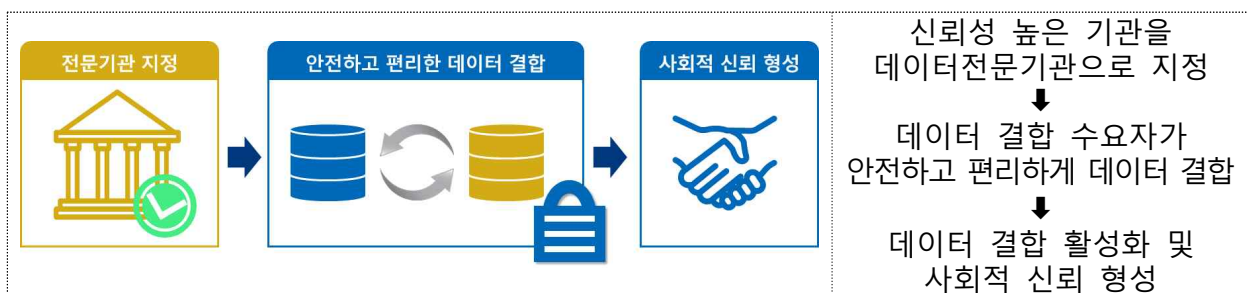 전문기관 지정
안전하고 편리한 데이터 결합
사회적 신뢰 형성
신뢰성 높은 기관을
데이터전문기관으로 지정
데이터 결합 수요자가
안전하고 편리하게 데이터 결합
데이터 결합 활성화 및
사회적 신뢰 형성